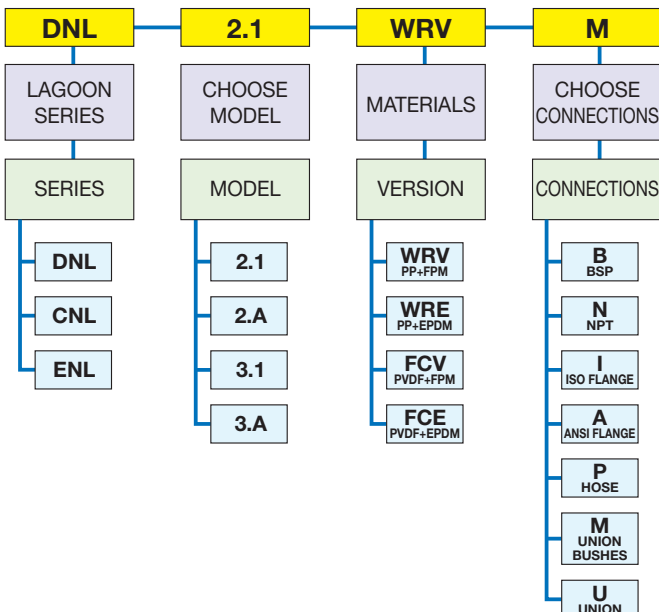 DNL
2.1
WRV
M
LAGOON
SERIES
CHOOSE
MODEL
MATERIALS
CHOOSE
CONNECTIONS
SERIES
MODEL
VERSION
CONNECTIONS
DNL
CNL
ENL
2.1
2.A
3.1
3.A
WRV
PP+FPM
WRE
PP+EPDM
FCV
PVDF+FPM
FCE
PVDF+EPDM
B
BSP
N
NPT
I
ISO FLANGE
A
ANSI FLANGE
P
HOSE
M
UNION
BUSHES
U
UNION